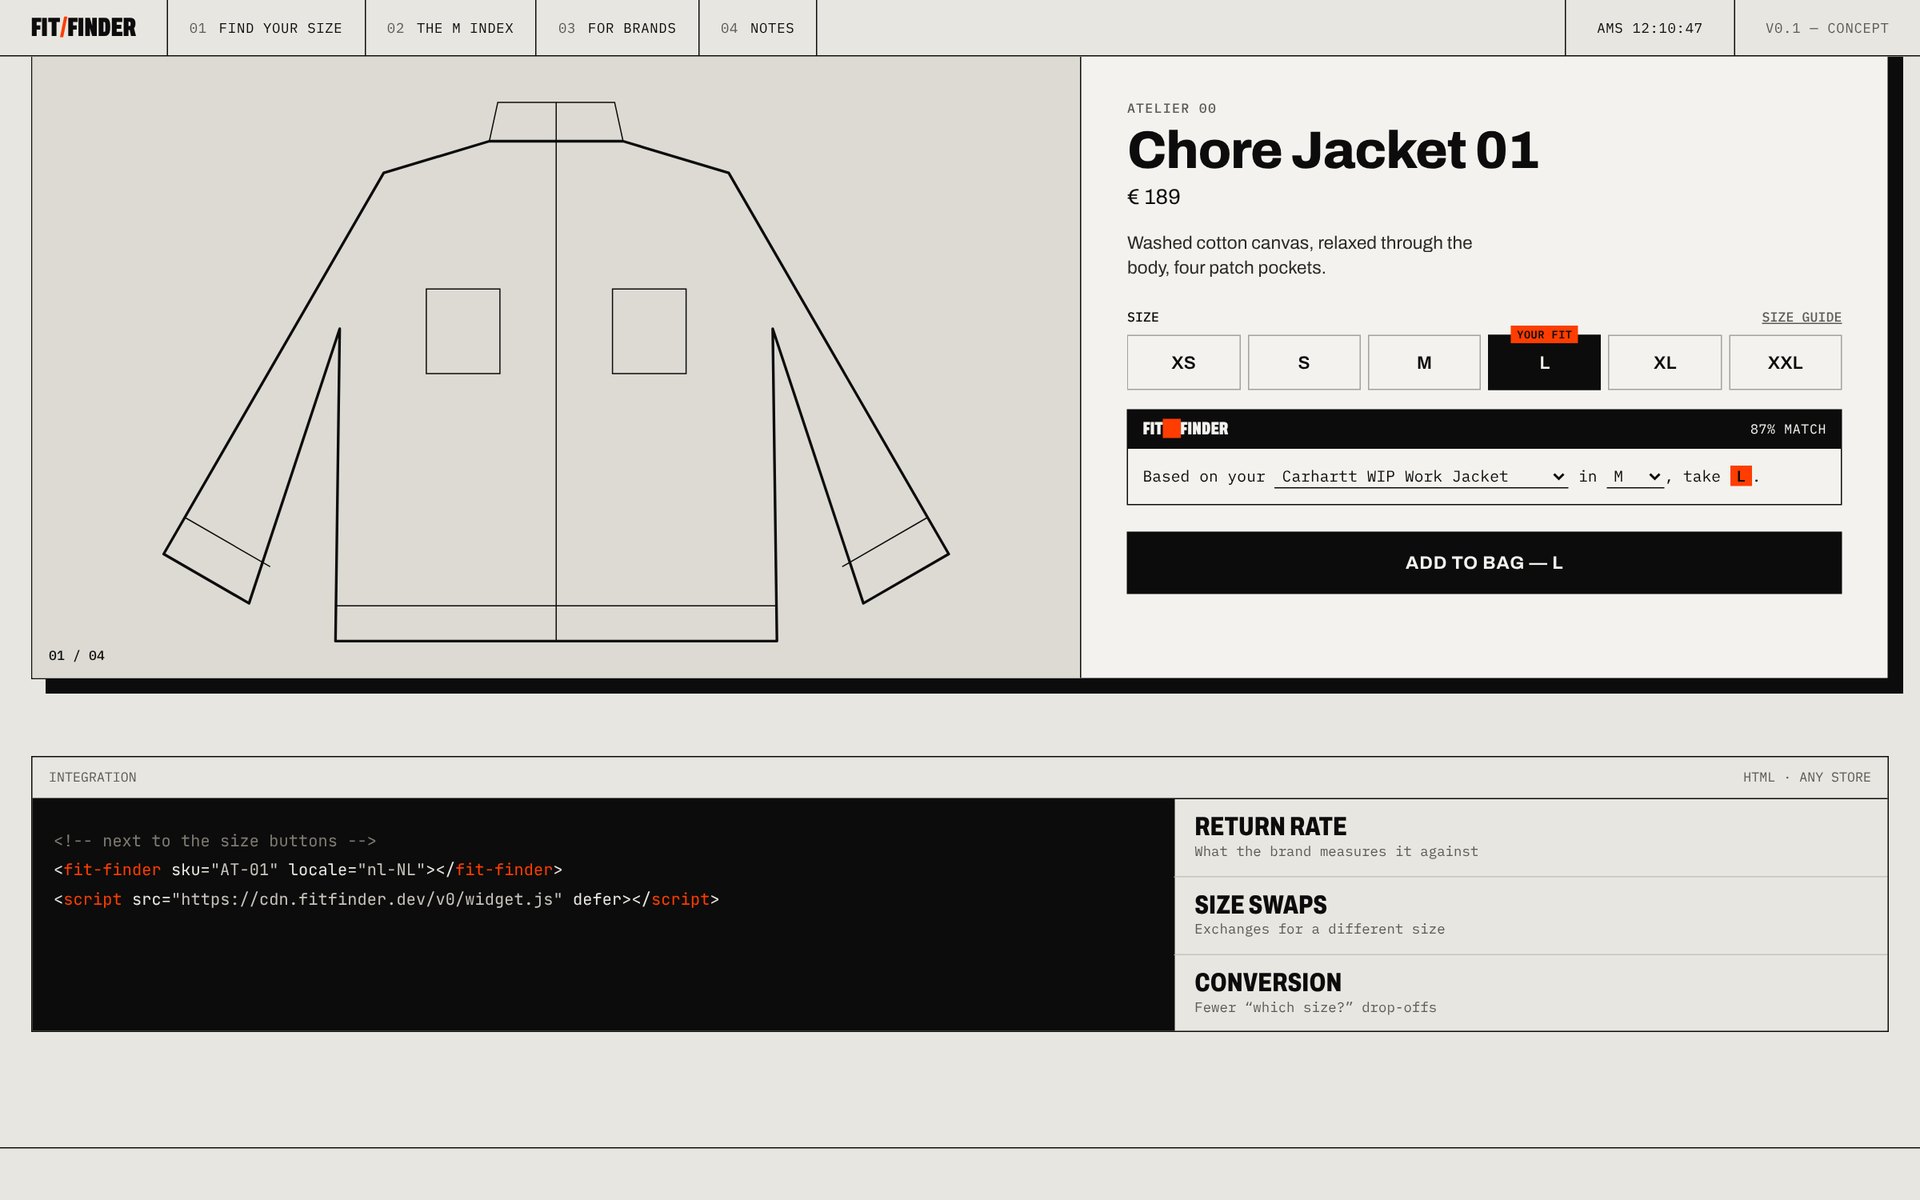 FIT/FINDER
01 FIND YOUR SIZE
02 THE M INDEX
03 FOR BRANDS
04 NOTES
AMS 12:10:47
V0.1 — CONCEPT
01 / 04
ATELIER 00
Chore Jacket 01
€ 189
Washed cotton canvas, relaxed through the
body, four patch pockets.
SIZE
SIZE GUIDE
YOUR FIT
XS S M L XL XXL
FIT FINDER
87% MATCH
Based on your Carhartt WIP Work Jacket in M, take L.
ADD TO BAG — L
INTEGRATION
HTML · ANY STORE
<!-- next to the size buttons -->
<fit-finder sku="AT-01" locale="nl-NL"></fit-finder>
<script src="https://cdn.fitfinder.dev/v0/widget.js" defer></script>
RETURN RATE
What the brand measures it against
SIZE SWAPS
Exchanges for a different size
CONVERSION
Fewer “which size?” drop-offs